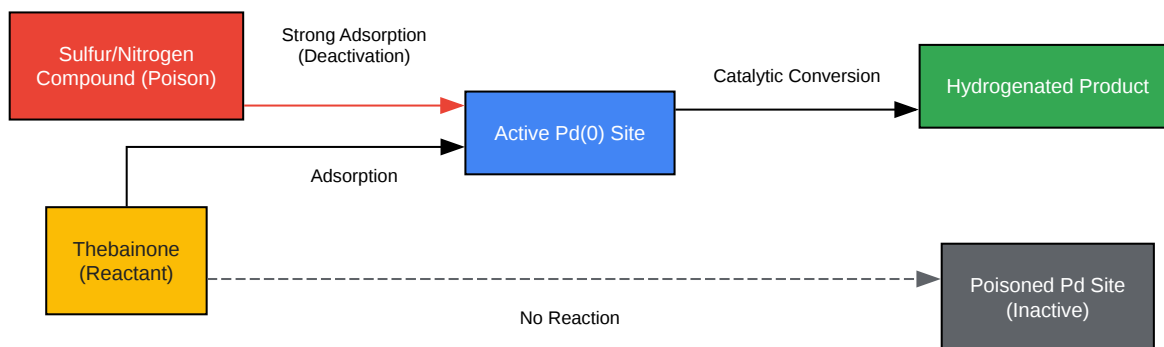 Sulfur/Nitrogen
Compound (Poison)
Strong Adsorption
(Deactivation)
Catalytic Conversion
Hydrogenated Product
Active Pd(0) Site
Adsorption
Thebainone
(Reactant)
No Reaction
Poisoned Pd Site
(Inactive)